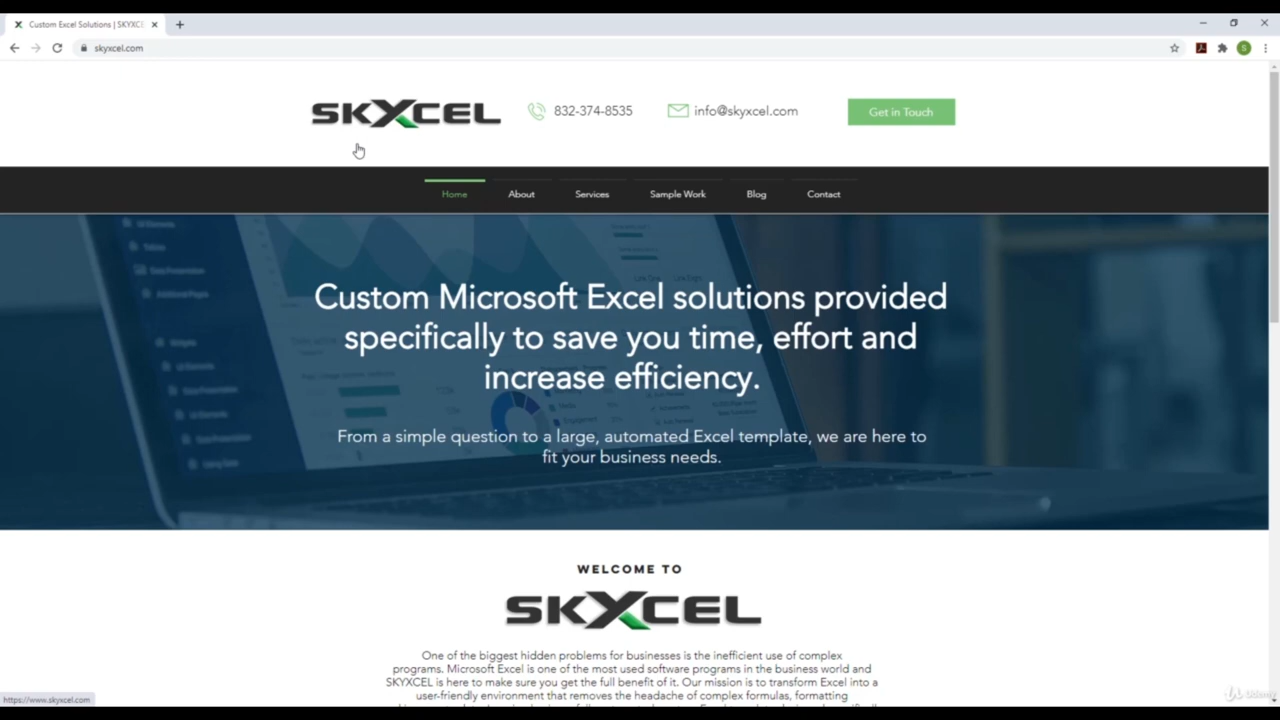 Custom Excel Solutions | SKYXCE
skyxcel.com
S
SKYXCEL
832-374-8535
info@skyxcel.com
Get in Touch
Home
About
Services
Sample Work
Blog
Contact
Custom Microsoft Excel solutions provided
specifically to save you time, effort and
increase efficiency.
From a simple question to a large, automated Excel template, we are here to
fit your business needs.
WELCOME TO
SKYXCEL
One of the biggest hidden problems for businesses is the inefficient use of complex
programs. Microsoft Excel is one of the most used software programs in the business world and
SKYXCEL is here to make sure you get the full benefit of it. Our mission is to transform Excel into a
user-friendly environment that removes the headache of complex formulas, formatting
https://www.skyxcel.com
Udemy